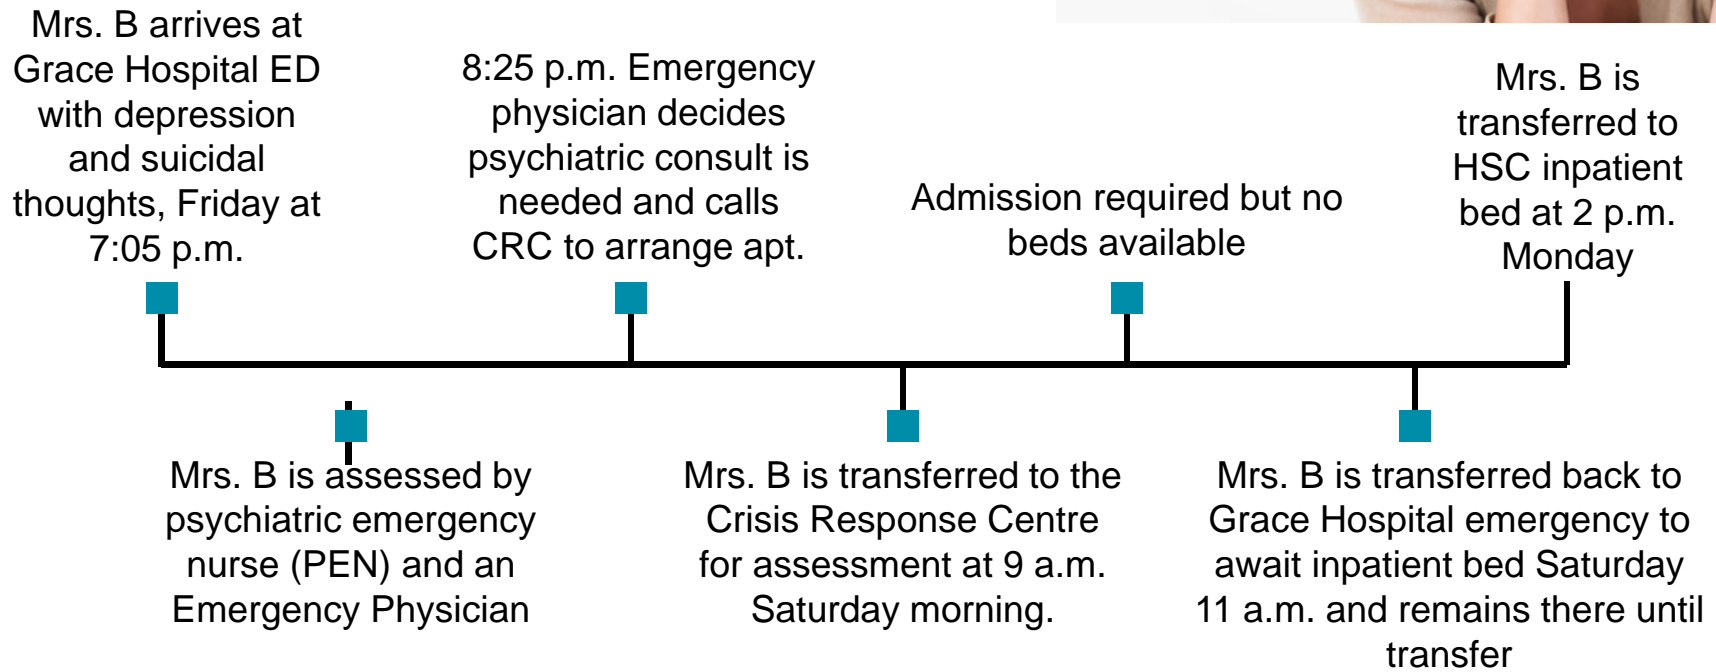 Mrs. B arrives at
Grace Hospital ED
with depression
and suicidal
thoughts, Friday at
7:05 p.m.
Mrs. B is assessed by
psychiatric emergency
nurse (PEN) and an
Emergency Physician
8:25 p.m. Emergency
physician decides
psychiatric consult is
needed and calls
CRC to arrange apt.
Mrs. B is transferred to the
Crisis Response Centre
for assessment at 9 a.m.
Saturday morning.
Admission required but no
beds available
Mrs. B is transferred back to
Grace Hospital emergency to
await inpatient bed Saturday
11 a.m. and remains there until
transfer
Mrs. B is
transferred to
HSC inpatient
bed at 2 p.m.
Monday